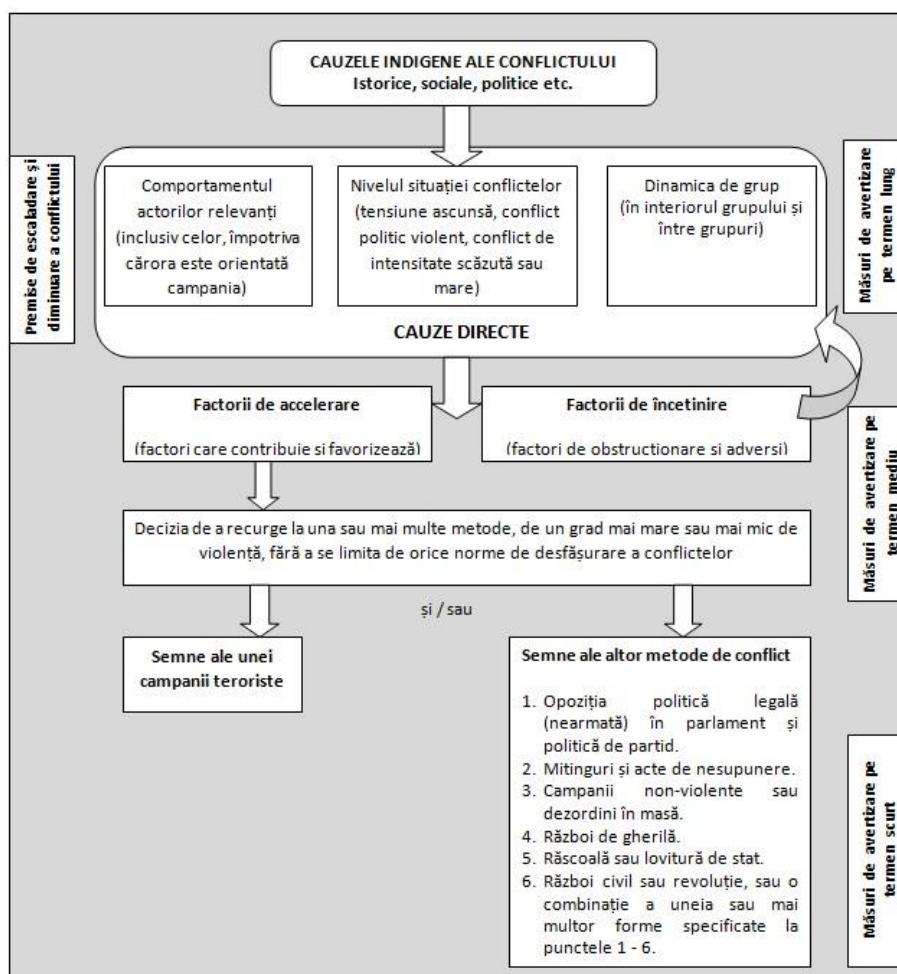 CAUZELE INDIGENE ALE CONFLICTULUI
Istorice, sociale, politice etc.
Premise de escaladare și
diminuare a conflictului
Comportamentul
actorilor relevanți
(inclusiv celor, împotriva
cărora este orientată
campania)
Nivelul situației conflictelor
(tensiune ascunsă, conflict
politic violent, conflict de
intensitate scăzută sau
mare)
Dinamica de grup
(în interiorul grupului și
între grupuri)
CAUZE DIRECTE
Măsuri de avertizare
pe termen lung
Factorii de accelerare
(factori care contribuie si favorizează)
Factorii de încetinire
(factori de obstructionare si adversi)
Măsuri de avertizare pe
termen mediu
Decizia de a recurge la una sau mai multe metode, de un grad mai mare sau mai mic de
violență, fără a se limita de orice norme de desfășurare a conflictelor
și / sau
Semne ale unei
campanii teroriste
Semne ale altor metode de conflict
1. Opoziția politică legală
(nearmată) în parlament și
politică de partid.
2. Mitinguri și acte de nesupunere.
3. Campanii non-violente sau
dezordini în masă.
4. Război de gherilă.
5. Răscoală sau lovitură de stat.
6. Război civil sau revoluție, sau o
combinație a uneia sau mai
multor forme specificate la
punctele 1 - 6.
Măsuri de avertizare pe
termen scurt